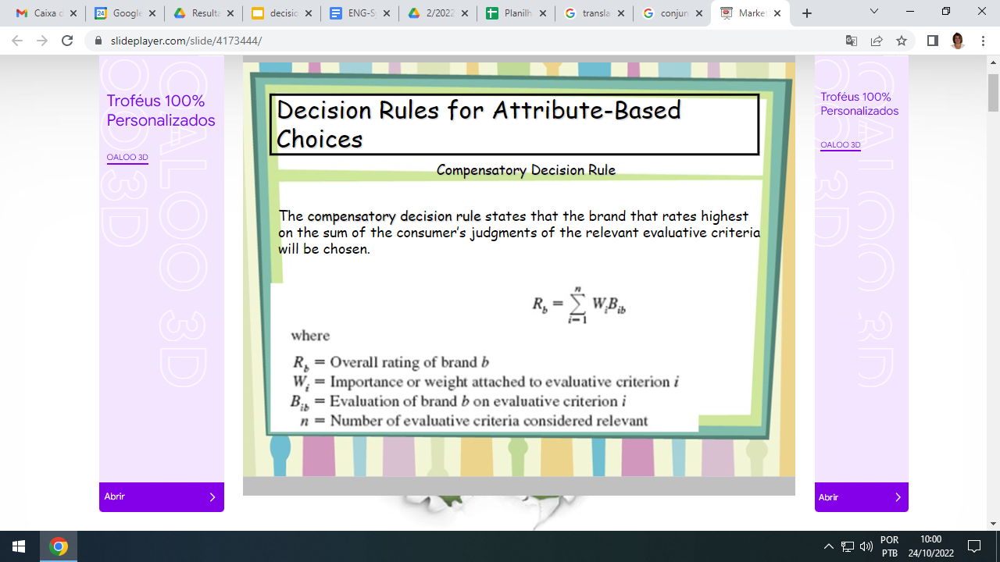 Caixa d
Google
Resulta
decisio
ENG-S
2/2022
Planilh
transla
conjun
Market
slideplayer.com/slide/4173444/
Troféus 100%
Personalizados
OALOO 3D
OALOO 3D
Abrir
Decision Rules for Attribute-Based
Choices
Compensatory Decision Rule
The compensatory decision rule states that the brand that rates highest
on the sum of the consumer's judgments of the relevant evaluative criteria
will be chosen.
R_b = ∑_{i=1}^{n} W_i B_{ib}
where
R_b = Overall rating of brand b
W_i = Importance or weight attached to evaluative criterion i
B_{ib} = Evaluation of brand b on evaluative criterion i
n = Number of evaluative criteria considered relevant
Troféus 100%
Personalizados
OALOO 3D
Abrir
POR
PTB
10:00
24/10/2022